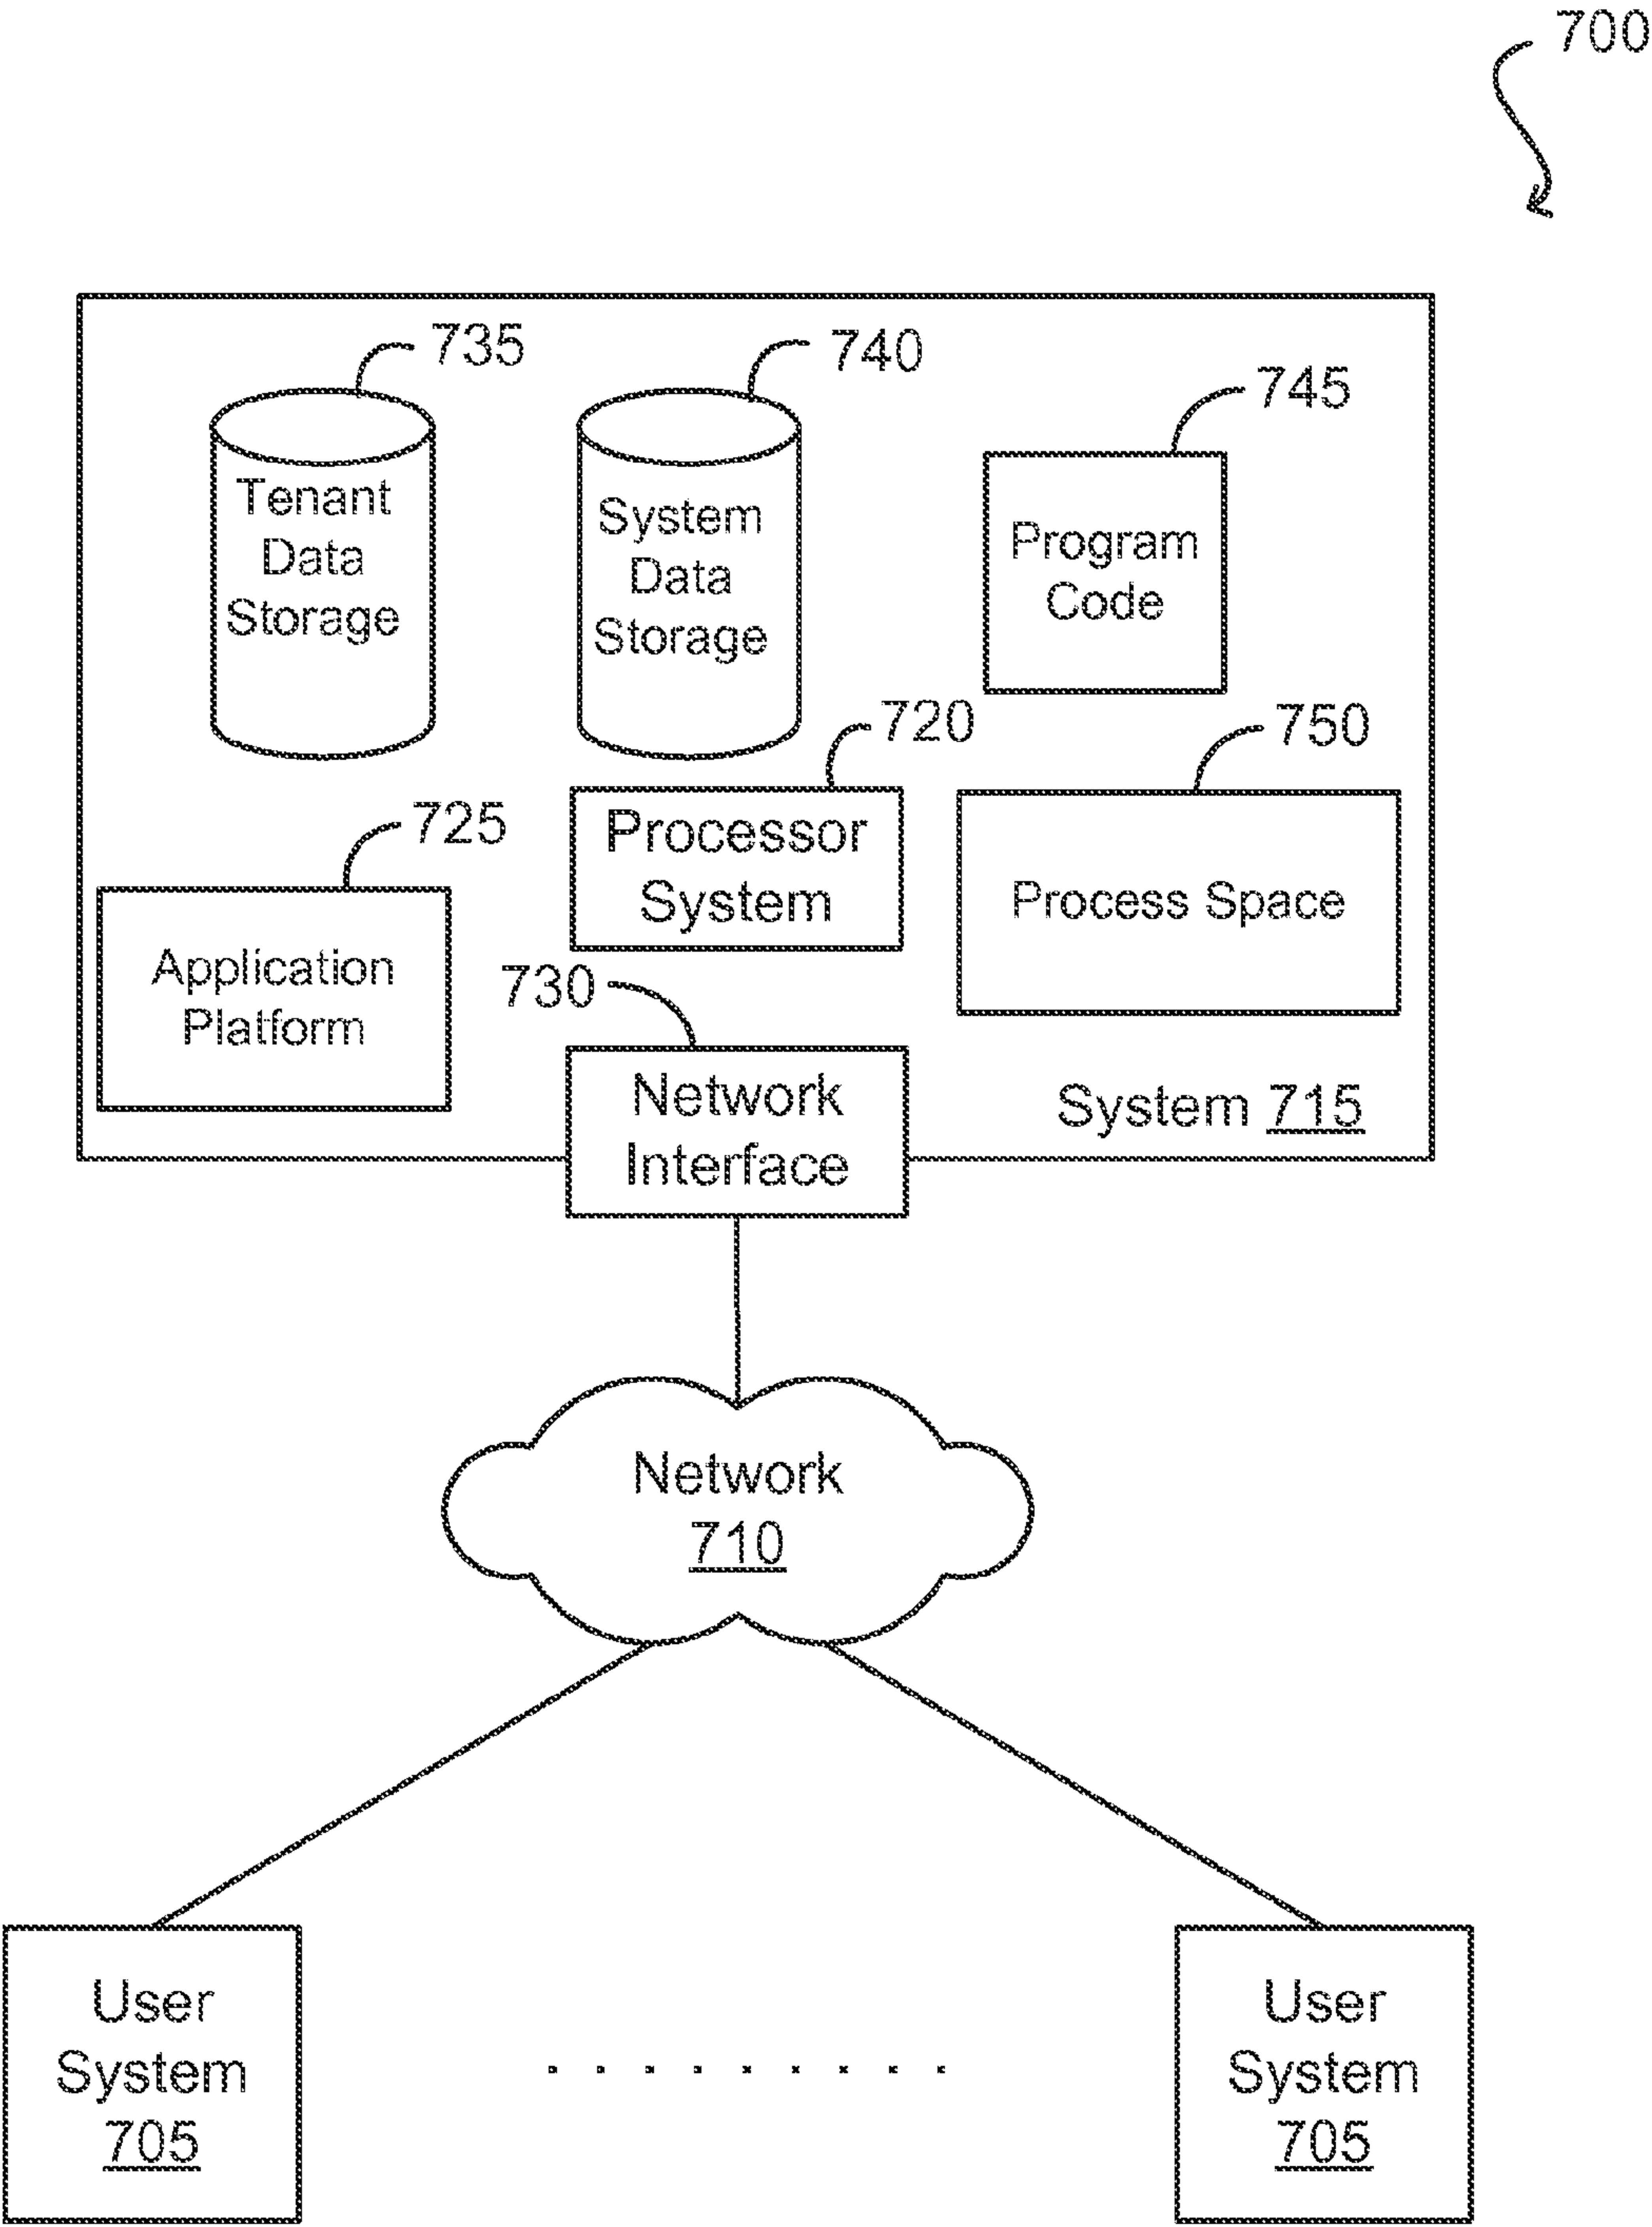 700
735
740
745
Tenant
Data
Storage
System
Data
Storage
Program
Code
720
750
725
Processor
System
Process Space
Application
Platform
730
Network
Interface
System 715
Network
710
User
System
705
. . . . . . . . .
User
System
705